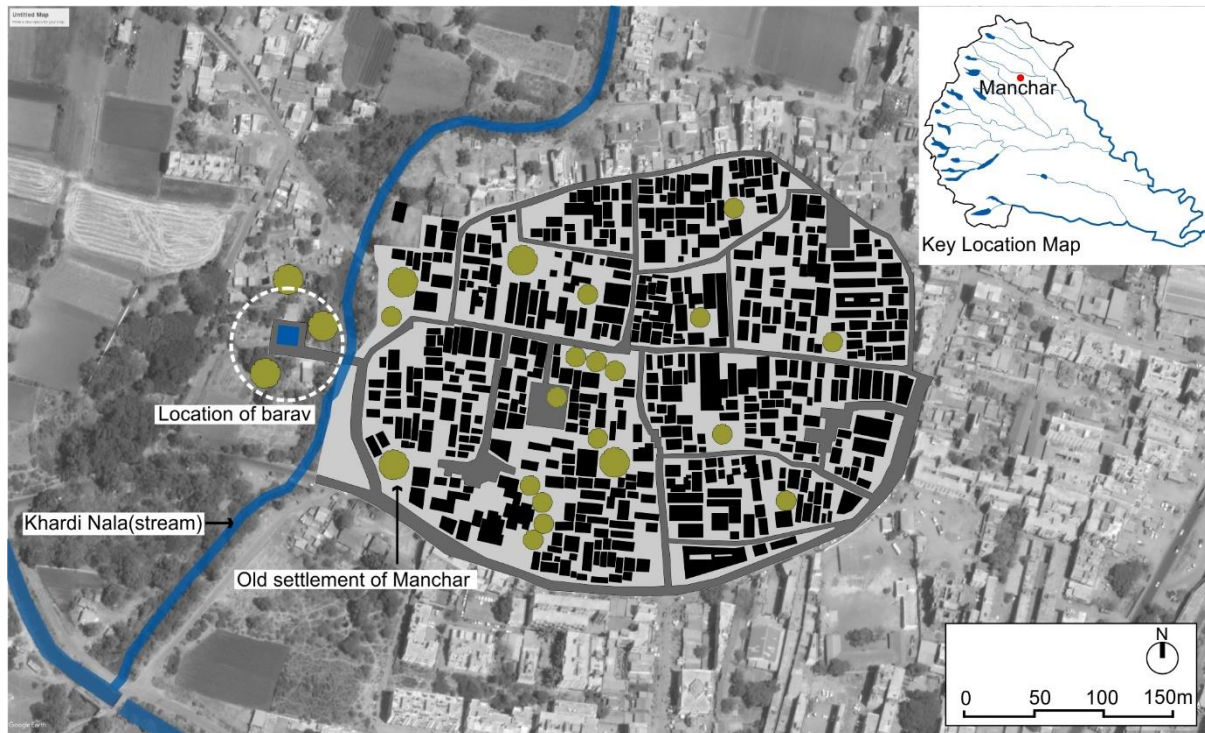 Untitled Map
Manchar
Key Location Map
Location of barav
Khardi Nala(stream)
Old settlement of Manchar
N
0 50 100 150m
Google Earth